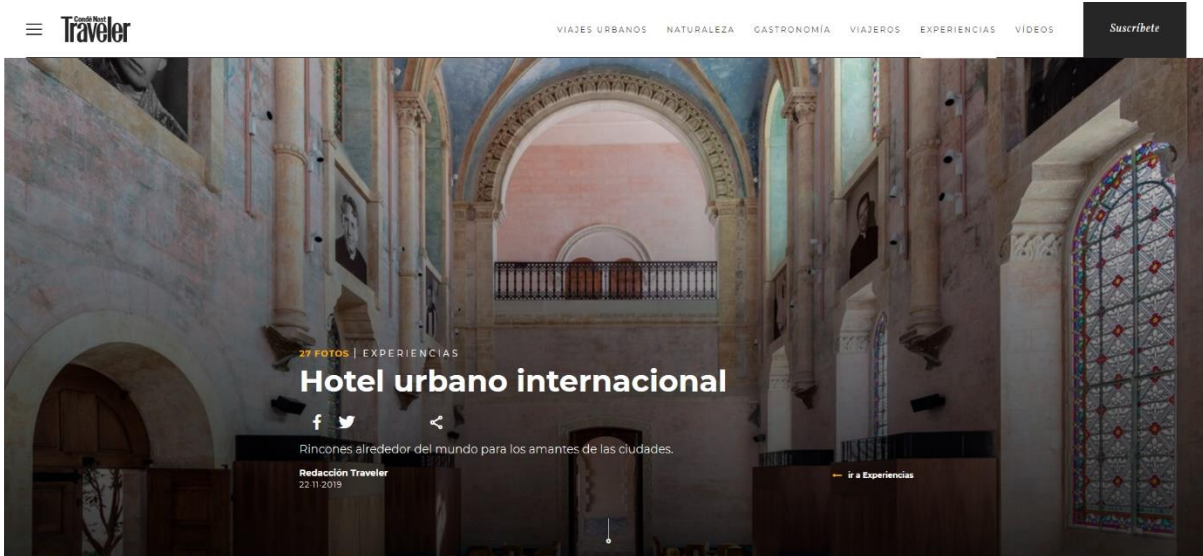 Condé Nast
Traveler
VIAJES URBANOS NATURALEZA GASTRONOMÍA VIAJEROS EXPERIENCIAS VÍDEOS
Suscríbete
27 FOTOS | EXPERIENCIAS
Hotel urbano internacional
Rincones alrededor del mundo para los amantes de las ciudades.
Redacción Traveler
22·11·2019
← ir a Experiencias